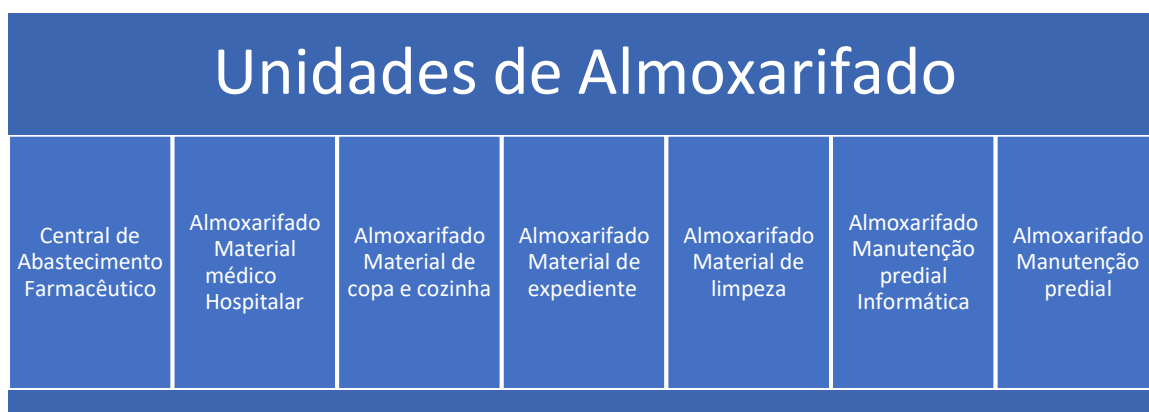 Unidades de Almoxarifado
Central de
Abastecimento
Farmacêutico
Almoxarifado
Material
médico
Hospitalar
Almoxarifado
Material de
copa e cozinha
Almoxarifado
Material de
expediente
Almoxarifado
Material de
limpeza
Almoxarifado
Manutenção
predial
Informática
Almoxarifado
Manutenção
predial